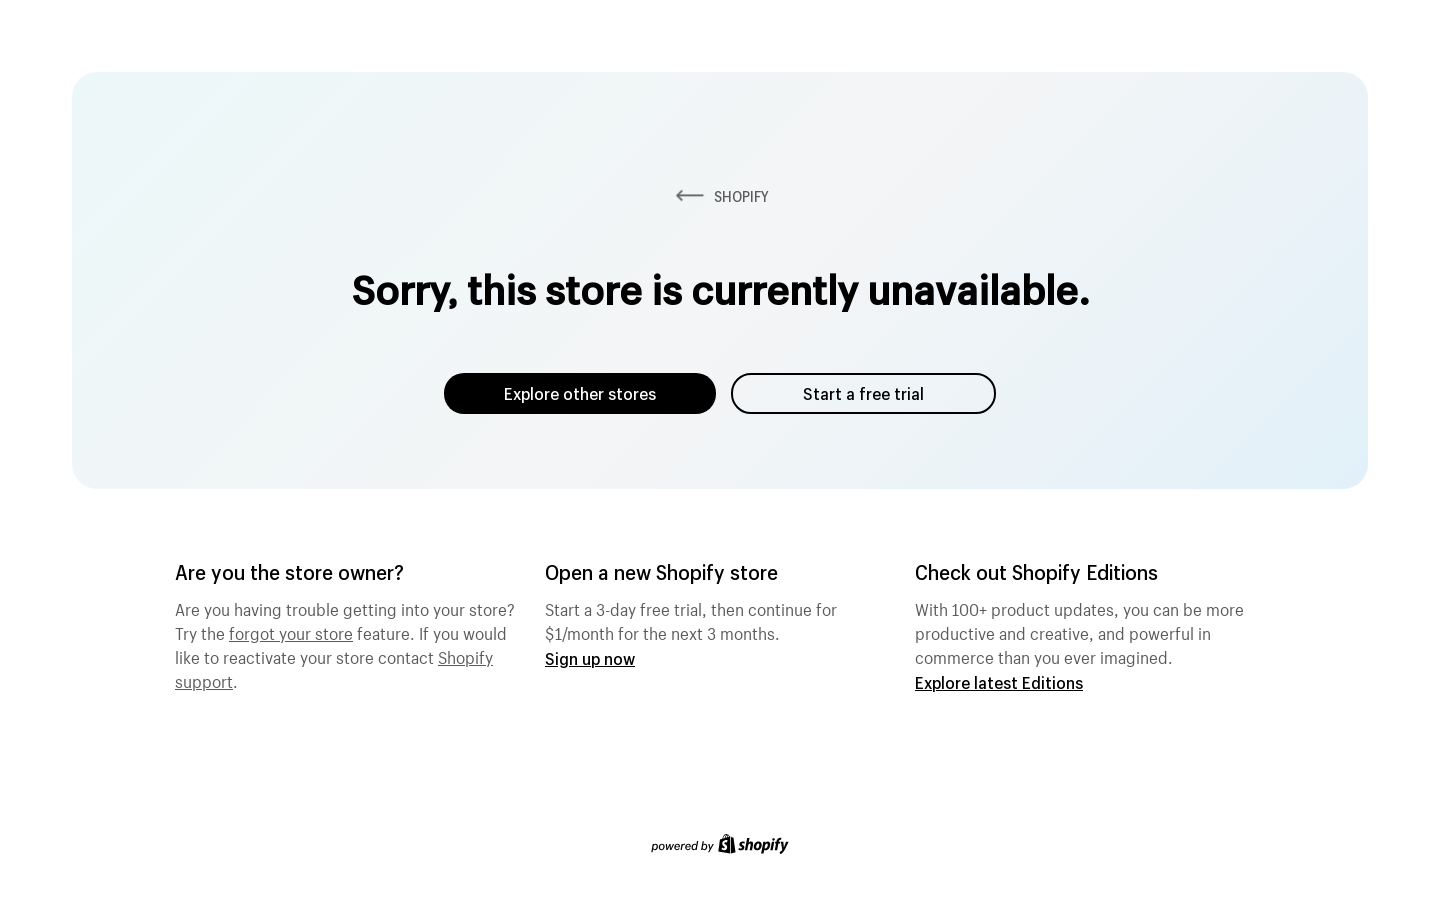 SHOPIFY
Sorry, this store is currently unavailable.
Explore other stores
Start a free trial
Are you the store owner?
Are you having trouble getting into your store?
Try the forgot your store feature. If you would
like to reactivate your store contact Shopify
support.
Open a new Shopify store
Start a 3-day free trial, then continue for
$1/month for the next 3 months.
Sign up now
Check out Shopify Editions
With 100+ product updates, you can be more
productive and creative, and powerful in
commerce than you ever imagined.
Explore latest Editions
powered by shopify